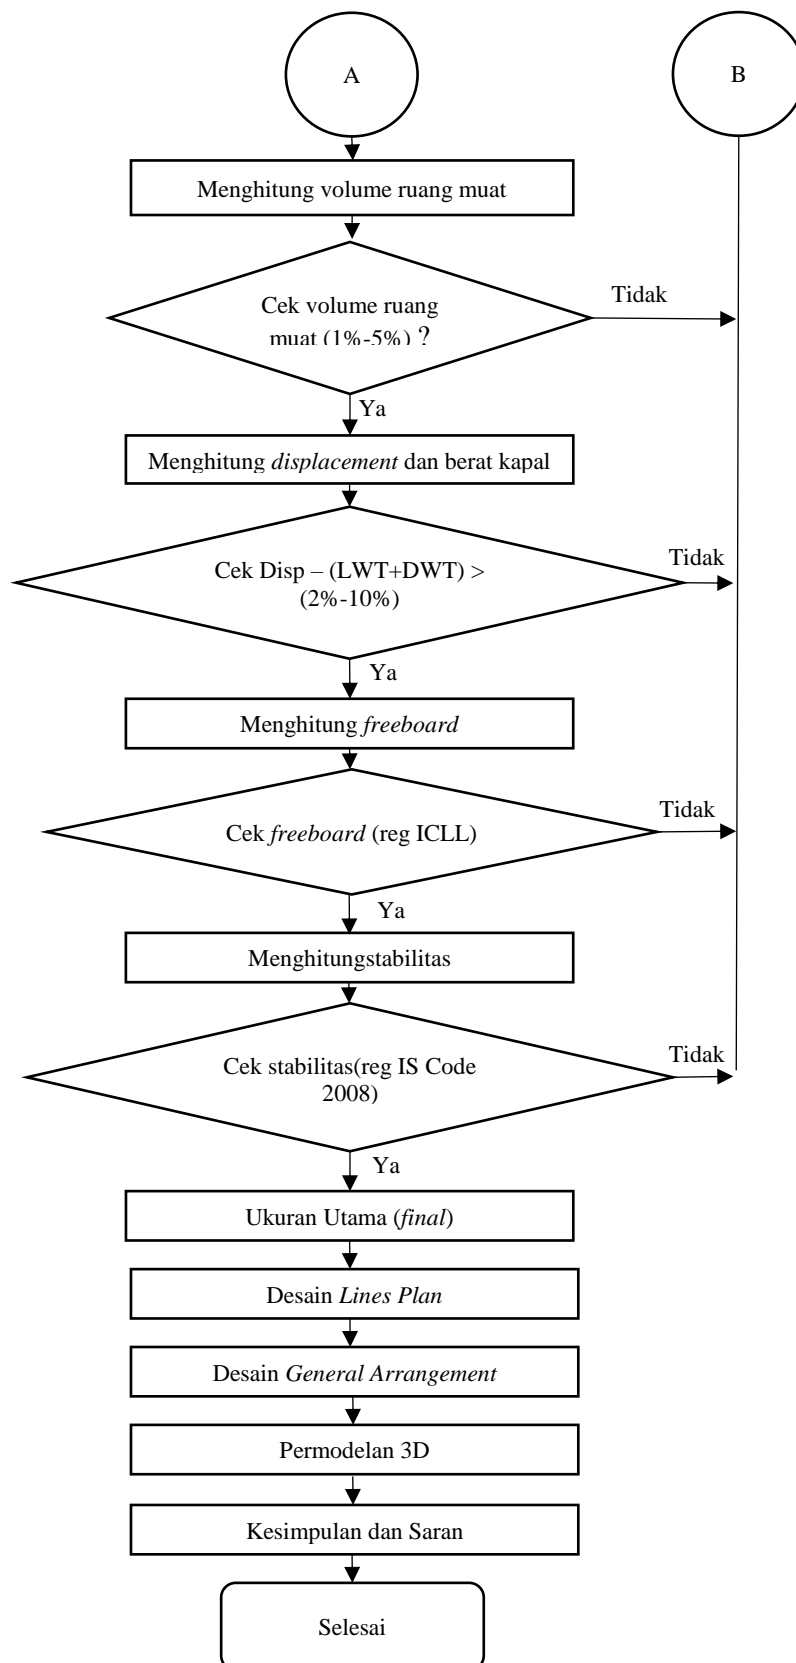 A
B
Menghitung volume ruang muat
Cek volume ruang
muat (1%-5%) ?
Tidak
Ya
Menghitung displacement dan berat kapal
Cek Disp – (LWT+DWT) >
(2%-10%)
Tidak
Ya
Menghitung freeboard
Cek freeboard (reg ICLL)
Tidak
Ya
Menghitungstabilitas
Cek stabilitas(reg IS Code
2008)
Tidak
Ya
Ukuran Utama (final)
Desain Lines Plan
Desain General Arrangement
Permodelan 3D
Kesimpulan dan Saran
Selesai